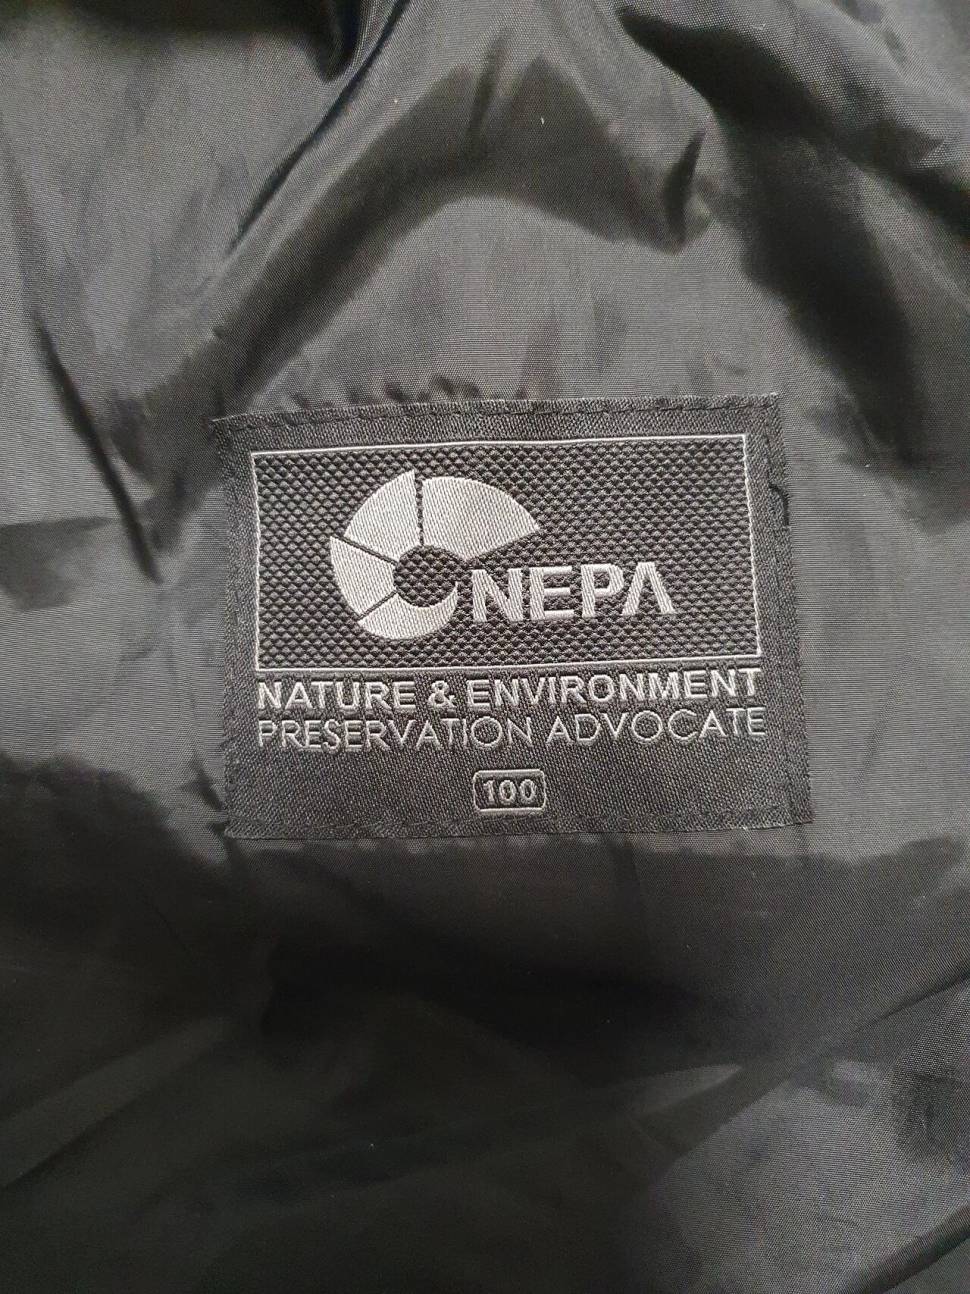 NEPA
NATURE & ENVIRONMENT
PRESERVATION ADVOCATE
100